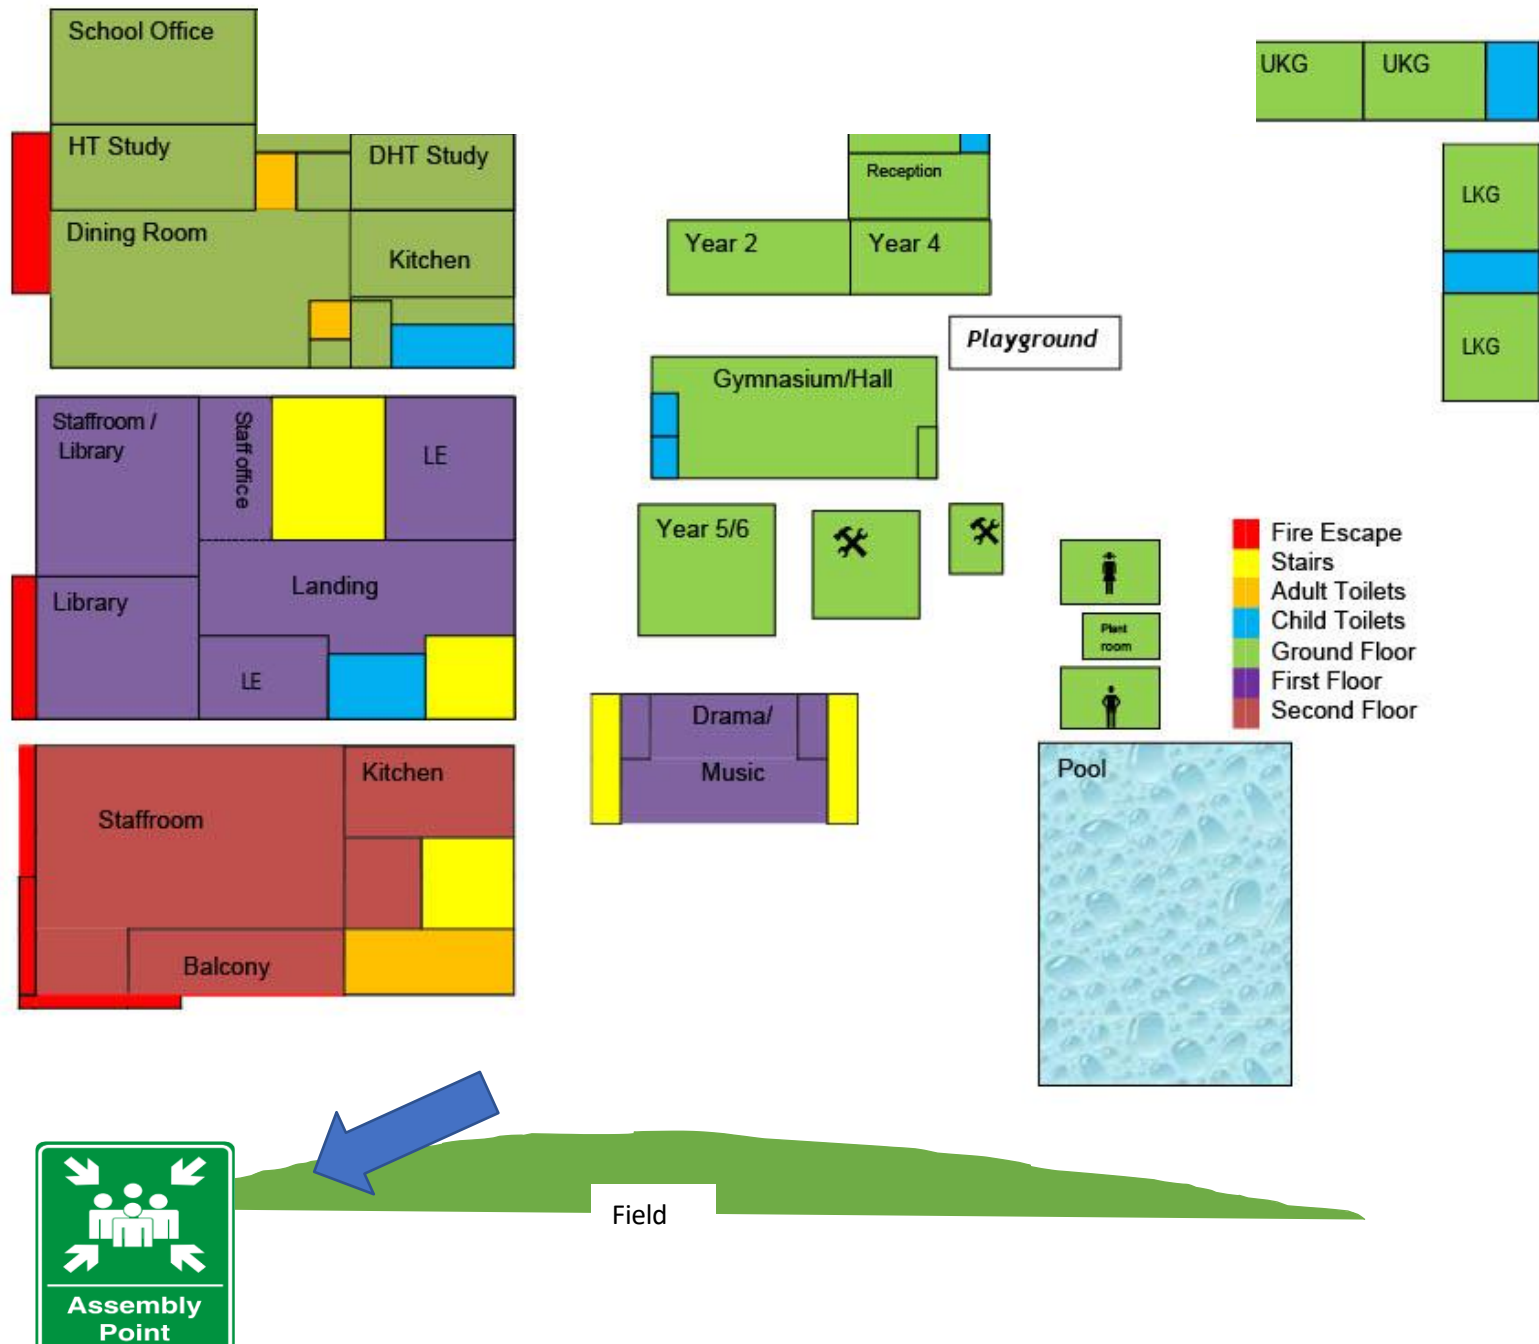 School Office
HT Study
DHT Study
Dining Room
Kitchen
Reception
Year 2
Year 4
Playground
Gymnasium/Hall
UKG
UKG
LKG
LKG
Staffroom /
Library
Staff office
LE
Landing
Library
LE
Year 5/6
Plant
room
Fire Escape
Stairs
Adult Toilets
Child Toilets
Ground Floor
First Floor
Second Floor
Drama/
Music
Pool
Kitchen
Staffroom
Balcony
Field
Assembly
Point